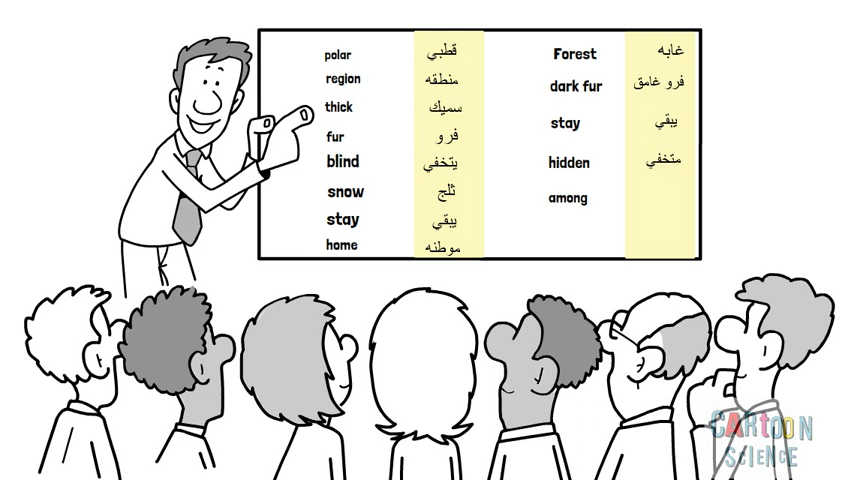 polar قطبي
region منطقه
thick سميك
fur فرو
blind يتخفي
snow ثلج
stay يبقي
home موطنه
Forest غابه
dark fur فرو غامق
stay يبقي
hidden متخفي
among
CARTOON
SCIENCE